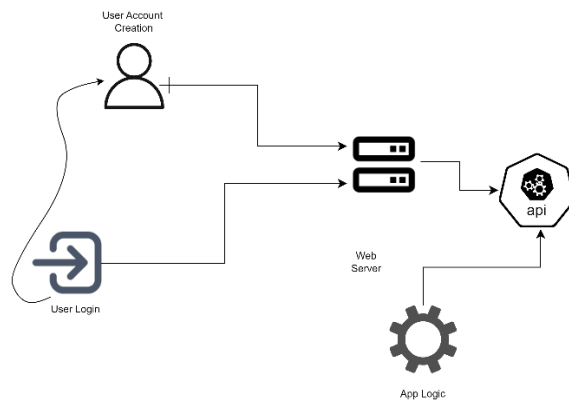 User Account
Creation
api
Web
Server
User Login
App Logic